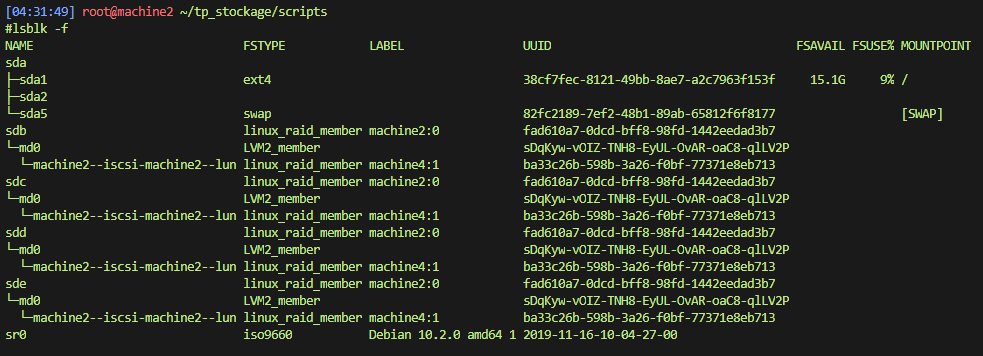 [04:31:49] root@machine2 ~/tp_stockage/scripts
#lsblk -f
NAME FSTYPE LABEL UUID FSAVAIL FSUSE% MOUNTPOINT
sda
├─sda1 ext4 38cf7fec-8121-49bb-8ae7-a2c7963f153f 15.1G 9% /
├─sda2
└─sda5 swap 82fc2189-7ef2-48b1-89ab-65812f6f8177 [SWAP]
sdb linux_raid_member machine2:0 fad610a7-0dcd-bff8-98fd-1442eedad3b7
└─md0 LVM2_member sDqKyw-vOIZ-TNH8-EyUL-OvAR-oaC8-qlLV2P
└─machine2--iscsi-machine2--lun linux_raid_member machine4:1 ba33c26b-598b-3a26-f0bf-77371e8eb713
sdc linux_raid_member machine2:0 fad610a7-0dcd-bff8-98fd-1442eedad3b7
└─md0 LVM2_member sDqKyw-vOIZ-TNH8-EyUL-OvAR-oaC8-qlLV2P
└─machine2--iscsi-machine2--lun linux_raid_member machine4:1 ba33c26b-598b-3a26-f0bf-77371e8eb713
sdd linux_raid_member machine2:0 fad610a7-0dcd-bff8-98fd-1442eedad3b7
└─md0 LVM2_member sDqKyw-vOIZ-TNH8-EyUL-OvAR-oaC8-qlLV2P
└─machine2--iscsi-machine2--lun linux_raid_member machine4:1 ba33c26b-598b-3a26-f0bf-77371e8eb713
sde linux_raid_member machine2:0 fad610a7-0dcd-bff8-98fd-1442eedad3b7
└─md0 LVM2_member sDqKyw-vOIZ-TNH8-EyUL-OvAR-oaC8-qlLV2P
└─machine2--iscsi-machine2--lun linux_raid_member machine4:1 ba33c26b-598b-3a26-f0bf-77371e8eb713
sr0 iso9660 Debian 10.2.0 amd64 1 2019-11-16-10-04-27-00